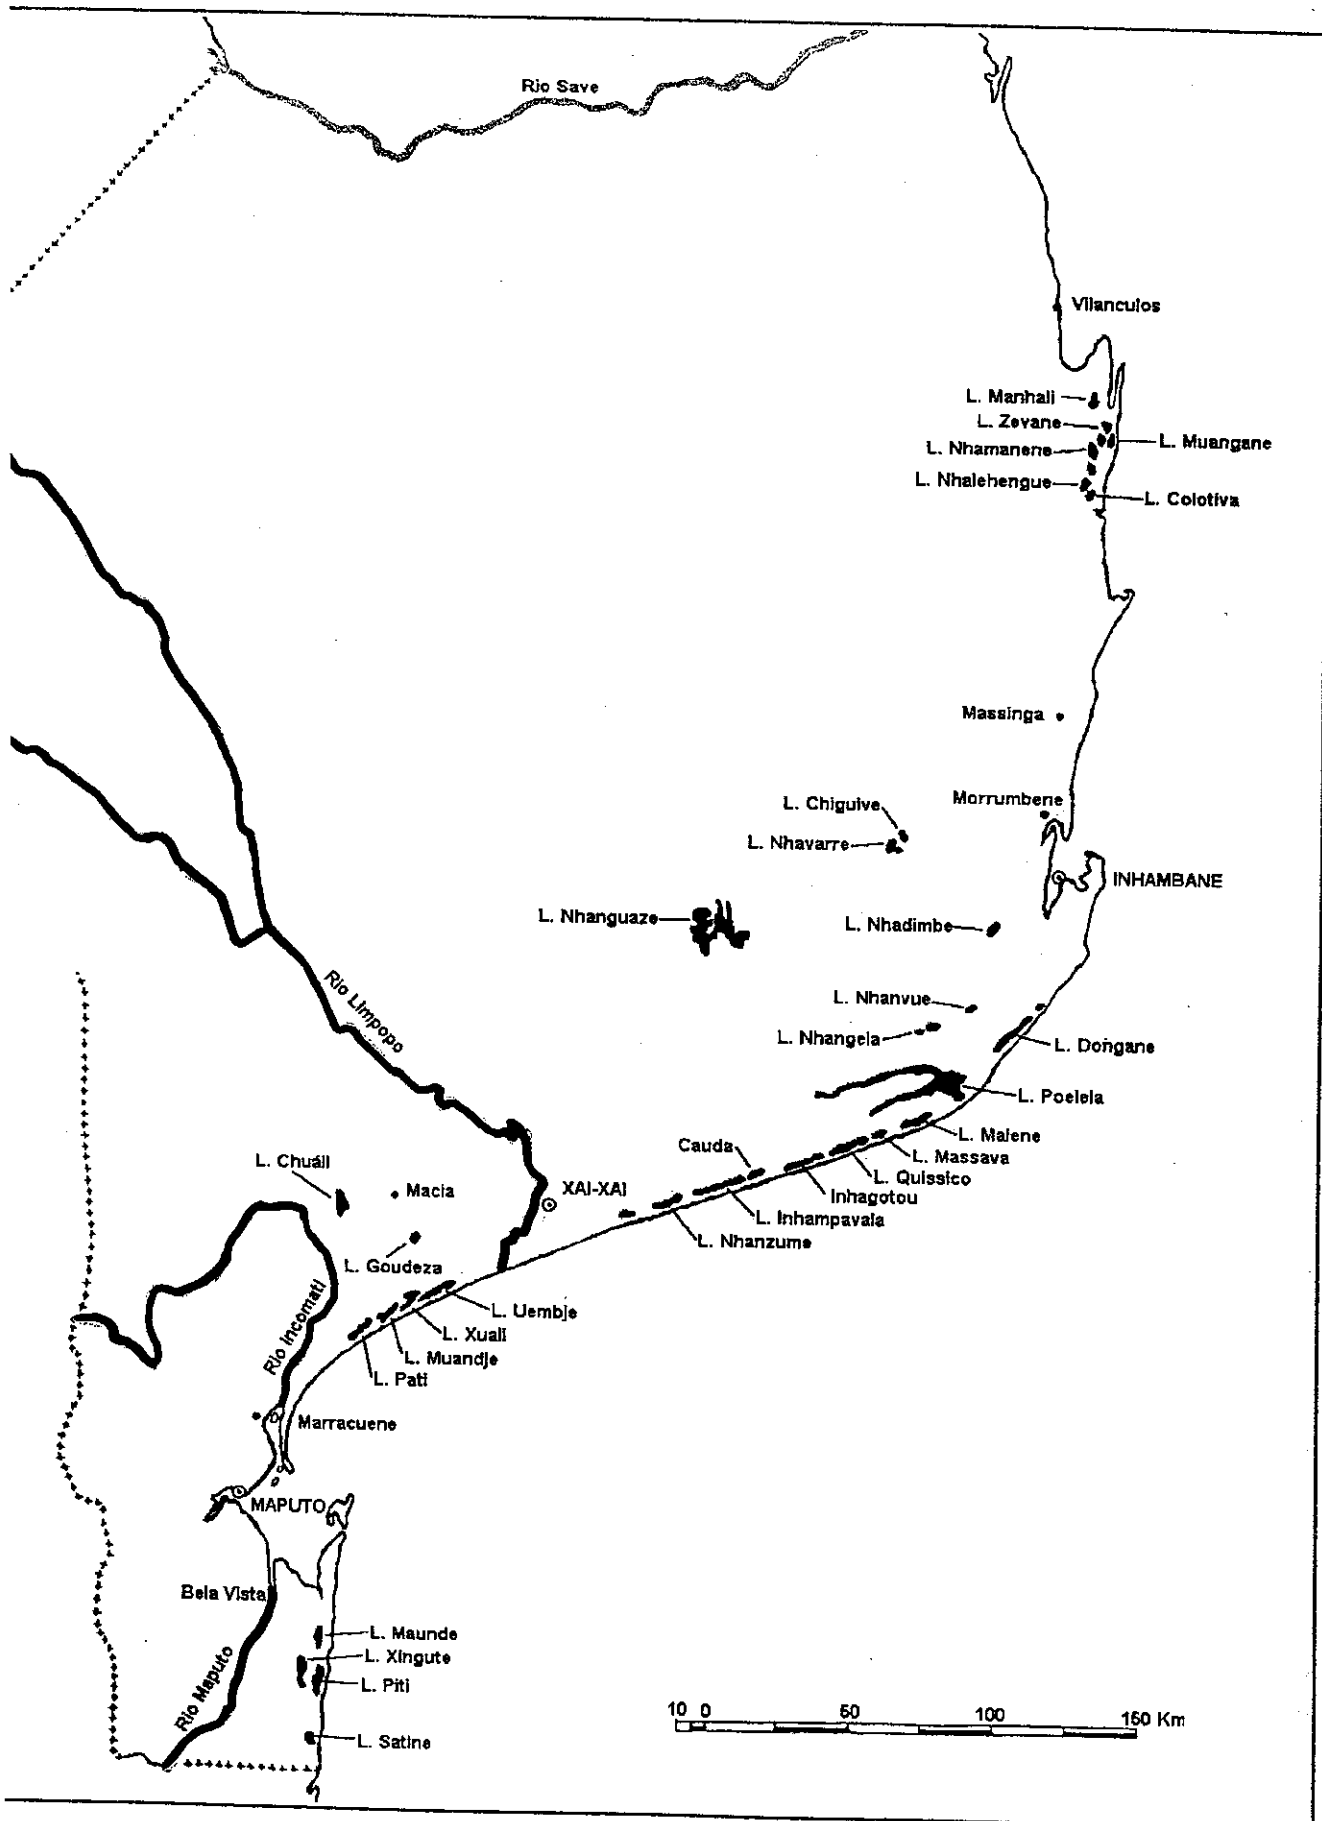 Rio Save
Vilanculos
L. Manhali
L. Zevane
L. Muangane
L. Nhamanene
L. Nhalehengue
L. Colotiva
Massinga
Morrumbene
L. Chiguive
L. Nhavarre
INHAMBANE
L. Nhanguaze
L. Nhadimbe
Rio Limpopo
L. Nhanvue
L. Nhangela
L. Dongane
L. Poelela
L. Malene
Cauda
L. Massava
L. Chuáli
L. Quissico
Macia
XAI-XAI
Inhagotou
L. Inhampavala
L. Nhanzume
L. Goudeza
Rio Incomati
L. Uembje
L. Xuali
L. Muandje
L. Pati
Marracuene
MAPUTO
Bela Vista
L. Maunde
L. Xingute
Rio Maputo
L. Piti
10 0 50 100 150 Km
L. Satine